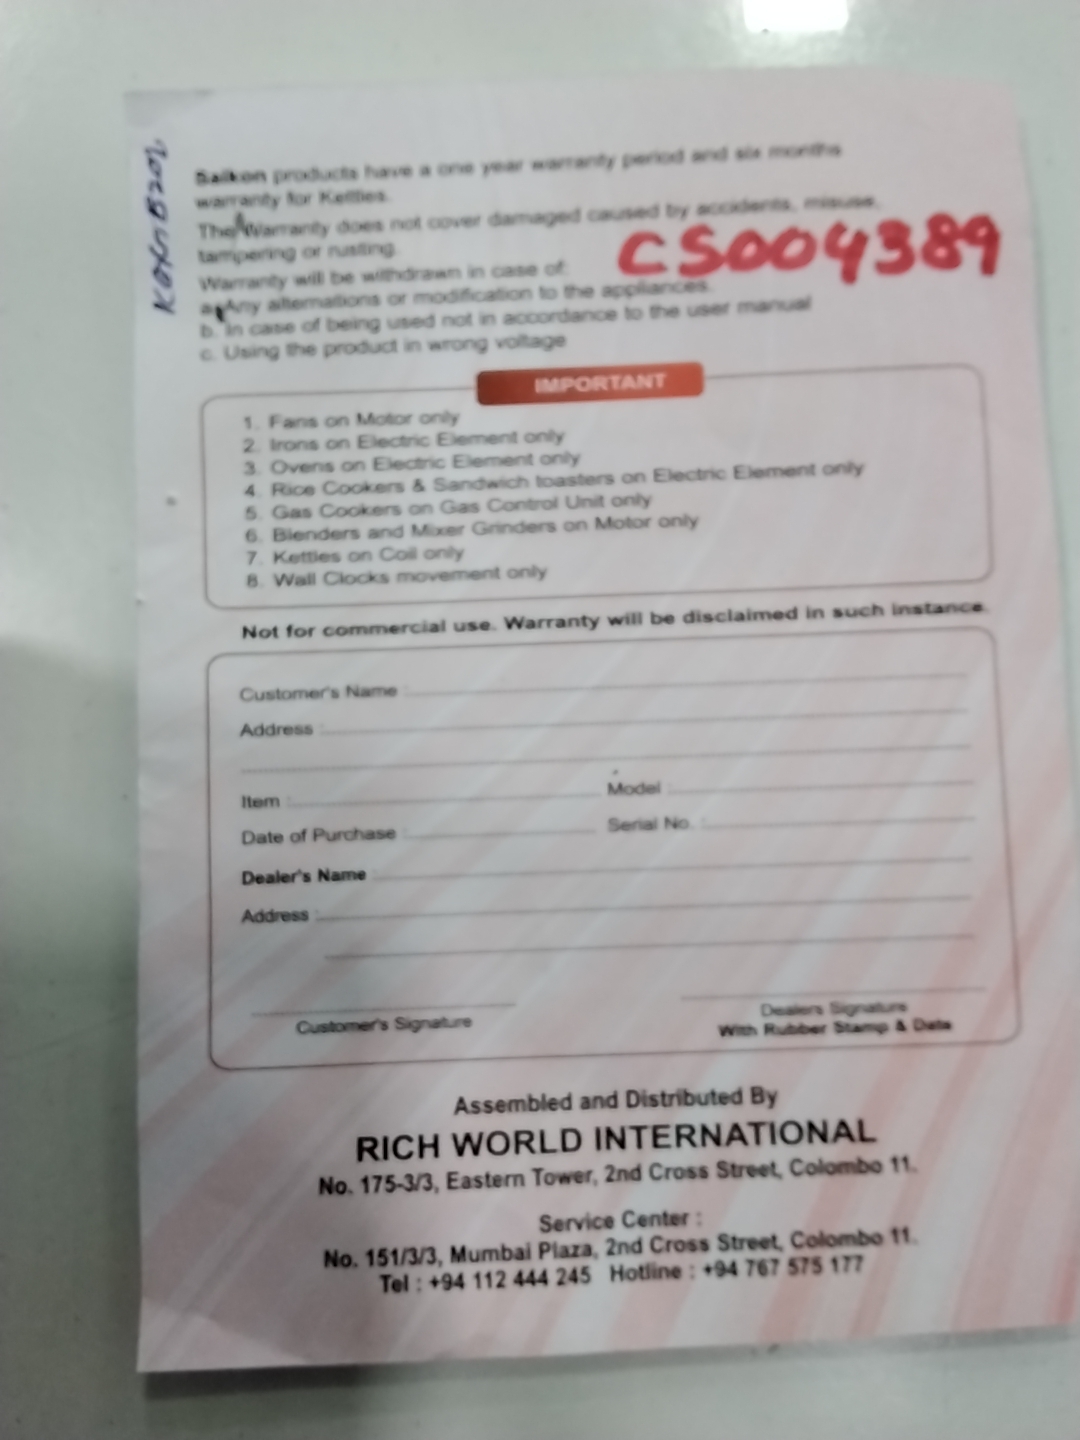 Saikon products have a one year warranty period and six months
warranty for Kettles.
The Warranty does not cover damaged caused by accidents, misuse,
tampering or rusting.
CS004389
Warranty will be withdrawn in case of:
a. Any alternations or modification to the appliances.
b. In case of being used not in accordance to the user manual
c. Using the product in wrong voltage
IMPORTANT
1. Fans on Motor only
2. Irons on Electric Element only
3. Ovens on Electric Element only
4. Rice Cookers & Sandwich toasters on Electric Element only
5. Gas Cookers on Gas Control Unit only
6. Blenders and Mixer Grinders on Motor only
7. Kettles on Coil only
8. Wall Clocks movement only
Not for commercial use. Warranty will be disclaimed in such instance.
Customer's Name :
Address :
Item : Model :
Date of Purchase : Serial No. :
Dealer's Name :
Address :
Customer's Signature
Dealers Signature
With Rubber Stamp & Date
Assembled and Distributed By
RICH WORLD INTERNATIONAL
No. 175-3/3, Eastern Tower, 2nd Cross Street, Colombo 11.
Service Center :
No. 151/3/3, Mumbai Plaza, 2nd Cross Street, Colombo 11.
Tel : +94 112 444 245 Hotline : +94 767 575 177